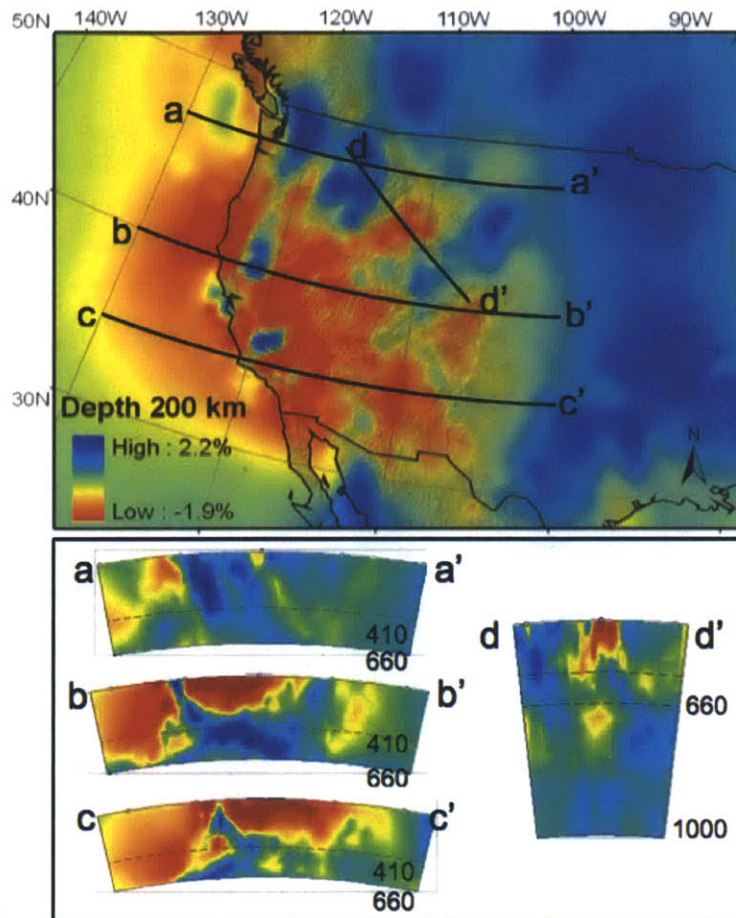 50N 140W 130W 120W 110W 100W 90W
a
d
a'
40N
b
d'
b'
c
30N
c'
Depth 200 km
High : 2.2%
Low : -1.9%
N
a a'
410
660
b b'
410
660
c c'
410
660
d d'
660
1000